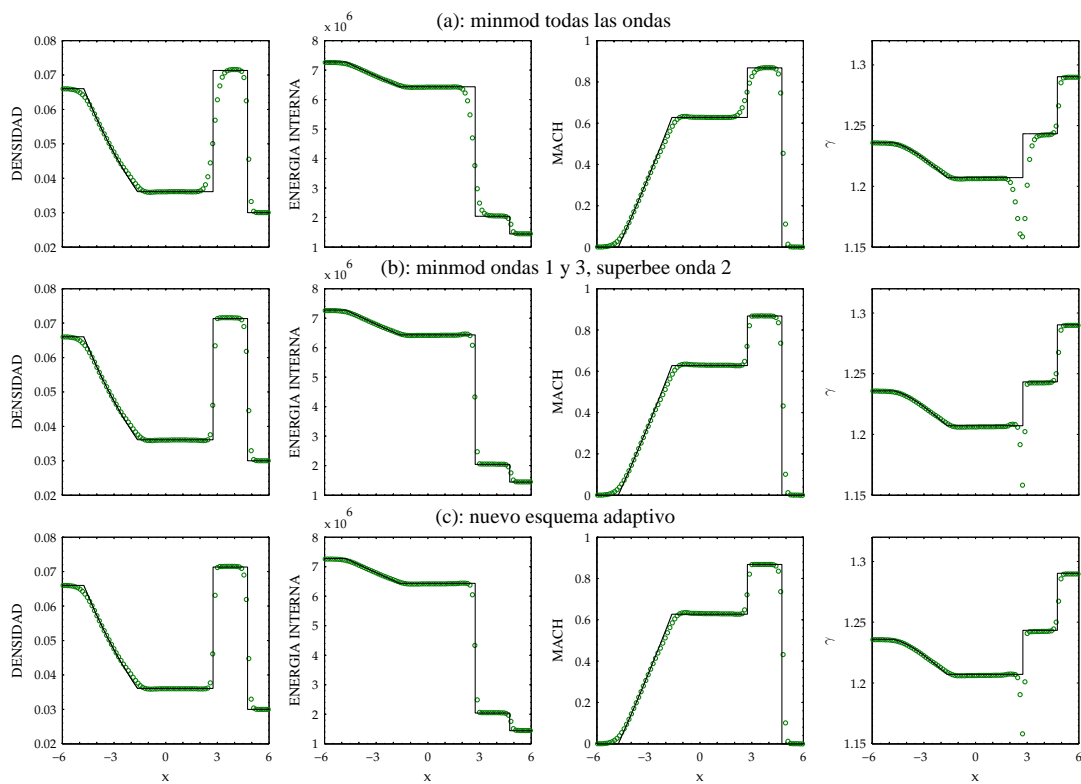 (a): minmod todas las ondas
x 10⁶
0.08
0.07
0.06
0.05
0.04
0.03
0.02
DENSIDAD
8
7
6
5
4
3
2
1
ENERGIA INTERNA
1
0.8
0.6
0.4
0.2
0
MACH
1.3
1.25
1.2
1.15
γ
(b): minmod ondas 1 y 3, superbee onda 2
x 10⁶
0.08
0.07
0.06
0.05
0.04
0.03
0.02
DENSIDAD
8
7
6
5
4
3
2
1
ENERGIA INTERNA
1
0.8
0.6
0.4
0.2
0
MACH
1.3
1.25
1.2
1.15
γ
(c): nuevo esquema adaptivo
x 10⁶
0.08
0.07
0.06
0.05
0.04
0.03
0.02
DENSIDAD
8
7
6
5
4
3
2
1
ENERGIA INTERNA
1
0.8
0.6
0.4
0.2
0
MACH
1.3
1.25
1.2
1.15
γ
−6 −3 0 3 6
−6 −3 0 3 6
−6 −3 0 3 6
−6 −3 0 3 6
x
x
x
x